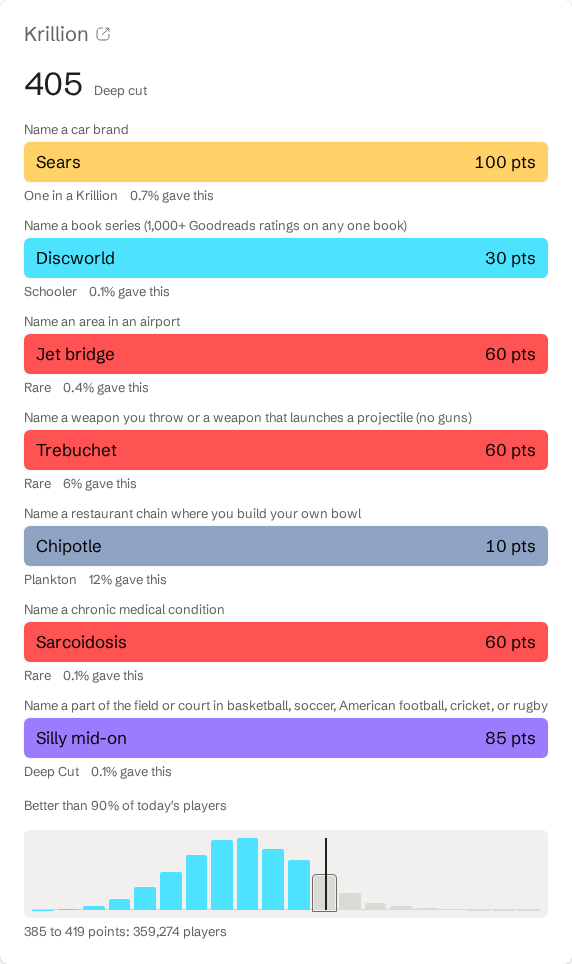 Krillion
405 Deep cut
Name a car brand
Sears 100 pts
One in a Krillion 0.7% gave this
Name a book series (1,000+ Goodreads ratings on any one book)
Discworld 30 pts
Schooler 0.1% gave this
Name an area in an airport
Jet bridge 60 pts
Rare 0.4% gave this
Name a weapon you throw or a weapon that launches a projectile (no guns)
Trebuchet 60 pts
Rare 6% gave this
Name a restaurant chain where you build your own bowl
Chipotle 10 pts
Plankton 12% gave this
Name a chronic medical condition
Sarcoidosis 60 pts
Rare 0.1% gave this
Name a part of the field or court in basketball, soccer, American football, cricket, or rugby
Silly mid-on 85 pts
Deep Cut 0.1% gave this
Better than 90% of today's players
385 to 419 points: 359,274 players